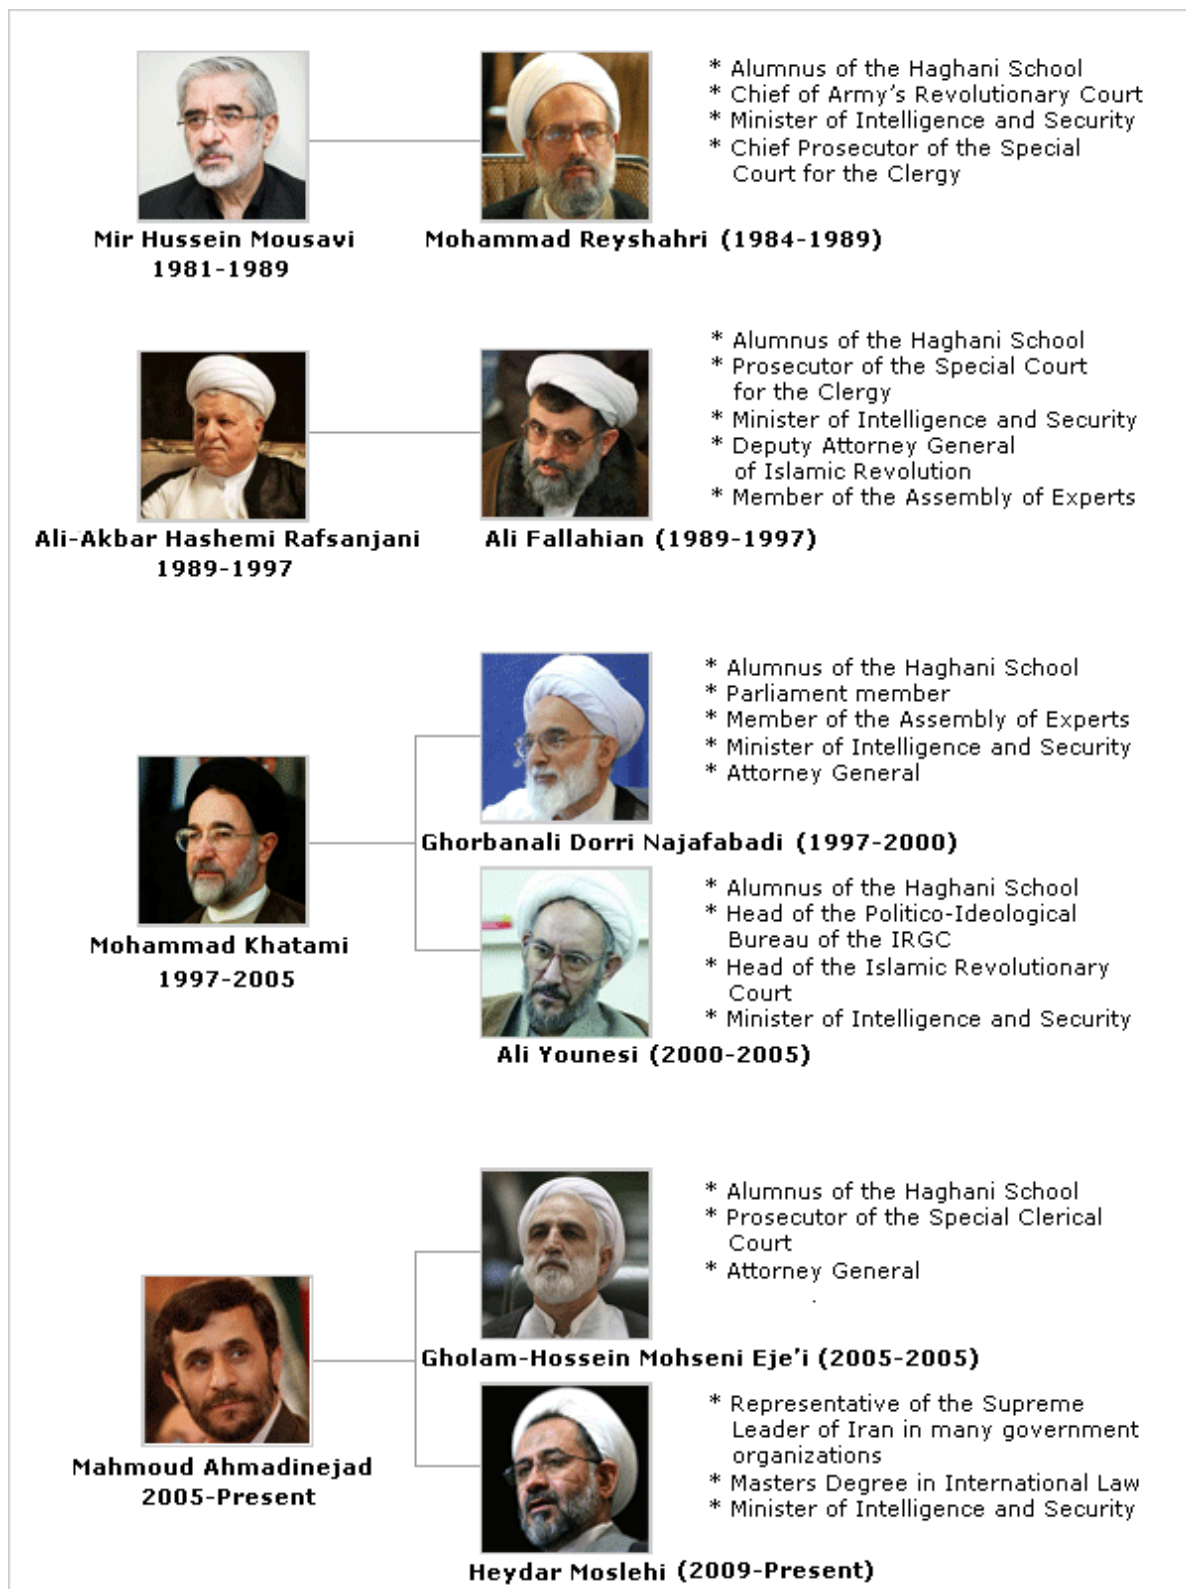 * Alumnus of the Haghani School
* Chief of Army's Revolutionary Court
* Minister of Intelligence and Security
* Chief Prosecutor of the Special
Court for the Clergy
Mir Hussein Mousavi
1981-1989
Mohammad Reyshahri (1984-1989)
* Alumnus of the Haghani School
* Prosecutor of the Special Court
for the Clergy
* Minister of Intelligence and Security
* Deputy Attorney General
of Islamic Revolution
* Member of the Assembly of Experts
Ali-Akbar Hashemi Rafsanjani
1989-1997
Ali Fallahian (1989-1997)
* Alumnus of the Haghani School
* Parliament member
* Member of the Assembly of Experts
* Minister of Intelligence and Security
* Attorney General
Ghorbanali Dorri Najafabadi (1997-2000)
Mohammad Khatami
1997-2005
* Alumnus of the Haghani School
* Head of the Politico-Ideological
Bureau of the IRGC
* Head of the Islamic Revolutionary
Court
* Minister of Intelligence and Security
Ali Younesi (2000-2005)
* Alumnus of the Haghani School
* Prosecutor of the Special Clerical
Court
* Attorney General
.
Gholam-Hossein Mohseni Eje'i (2005-2005)
Mahmoud Ahmadinejad
2005-Present
* Representative of the Supreme
Leader of Iran in many government
organizations
* Masters Degree in International Law
* Minister of Intelligence and Security
Heydar Moslehi (2009-Present)